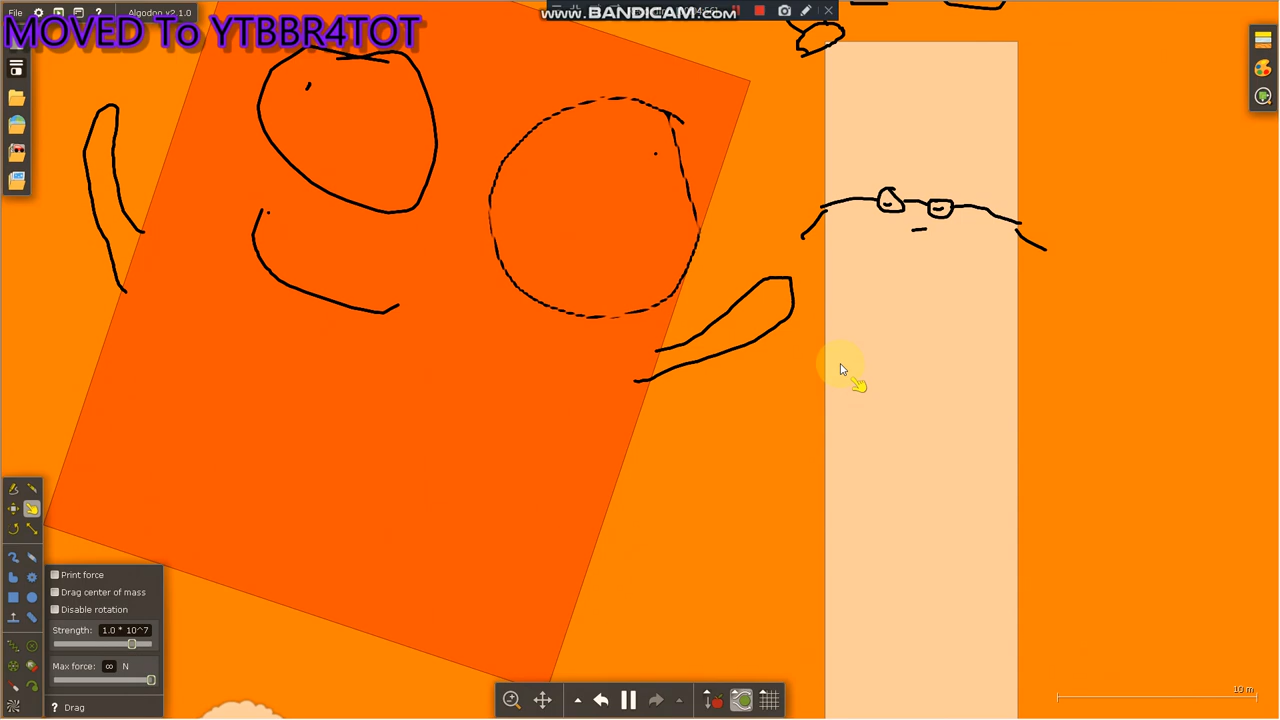 File ? Algodoo v2.1.0
www.BANDICAM.com
MOVED To YTBBR4TOT
Print force
Drag center of mass
Disable rotation
Strength: 1.0 * 10^7
Max force: ∞ N
? Drag
10 m